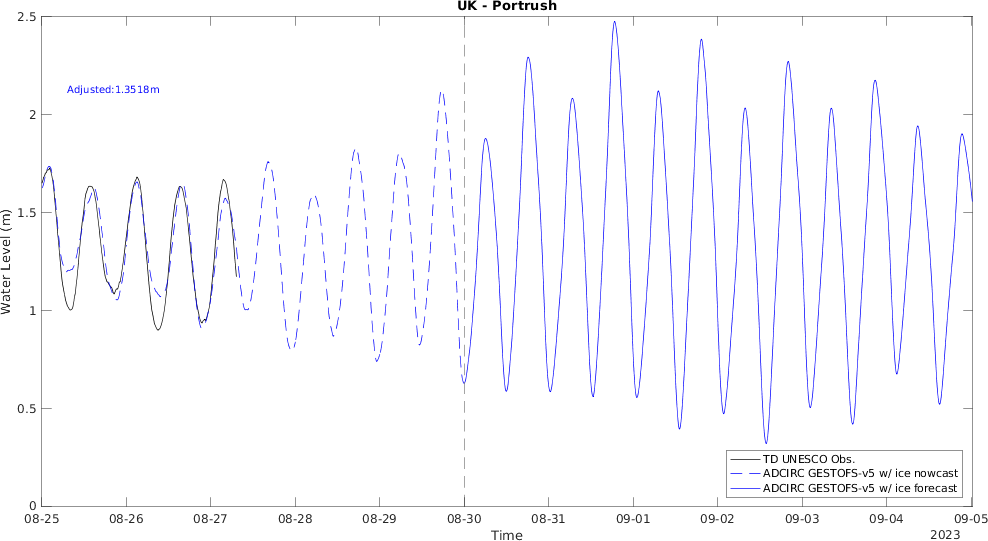 UK - Portrush
2.5
Adjusted:1.3518m
2
1.5
Water Level (m)
1
0.5
TD UNESCO Obs.
ADCIRC GESTOFS-v5 w/ ice nowcast
ADCIRC GESTOFS-v5 w/ ice forecast
0
08-25 08-26 08-27 08-28 08-29 08-30 08-31 09-01 09-02 09-03 09-04 09-05
Time
2023